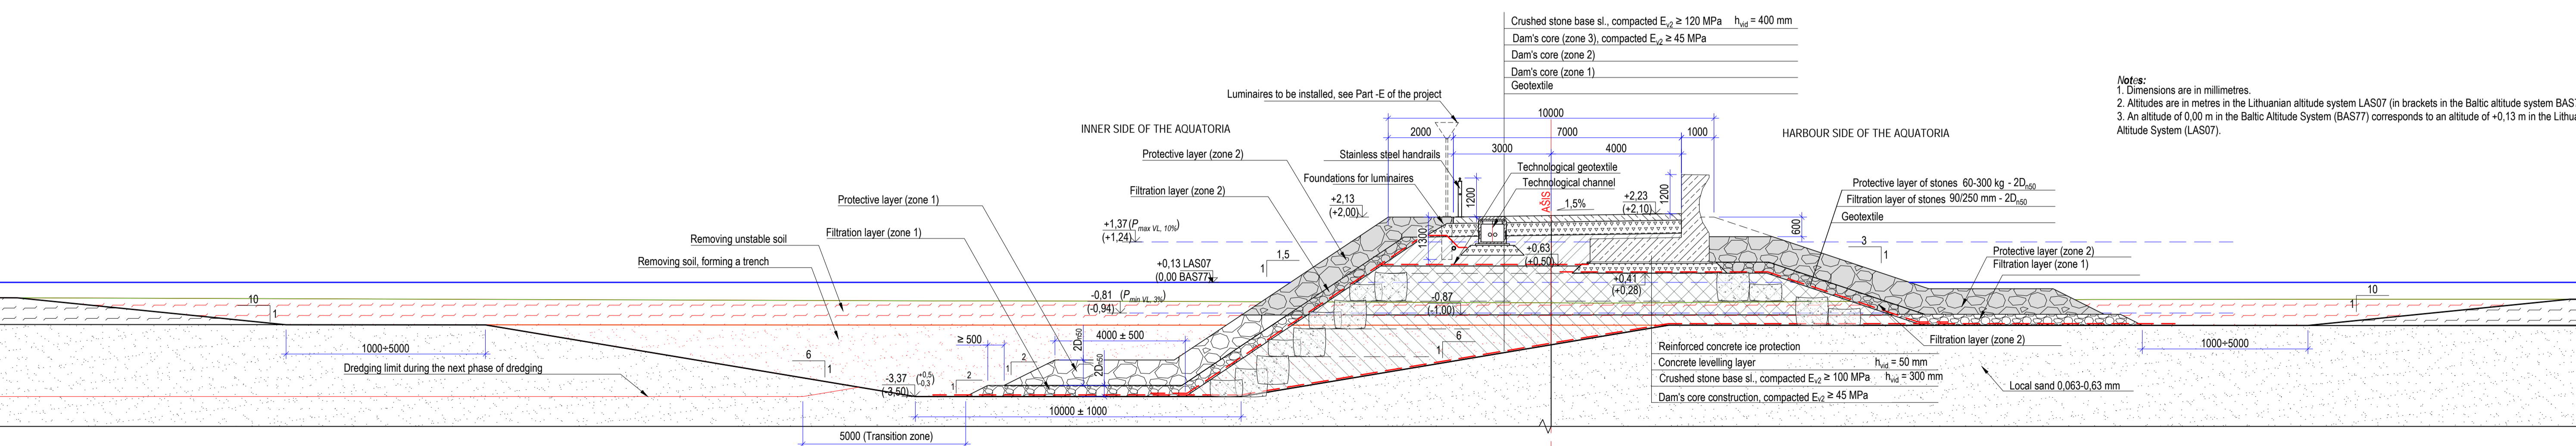 Crushed stone base sl., compacted Ev2 ≥ 120 MPa hvid = 400 mm
Dam's core (zone 3), compacted Ev2 ≥ 45 MPa
Dam's core (zone 2)
Dam's core (zone 1)
Geotextile
Notes:
1. Dimensions are in millimetres.
2. Altitudes are in metres in the Lithuanian altitude system LAS07 (in brackets in the Baltic altitude system BAS
3. An altitude of 0,00 m in the Baltic Altitude System (BAS77) corresponds to an altitude of +0,13 m in the Lithua
Altitude System (LAS07).
Luminaires to be installed, see Part -E of the project
10000
INNER SIDE OF THE AQUATORIA
2000
7000
1000
HARBOUR SIDE OF THE AQUATORIA
3000
4000
Protective layer (zone 2)
Stainless steel handrails
Technological geotextile
Foundations for luminaires
Technological channel
Filtration layer (zone 2)
Protective layer of stones 60-300 kg - 2Dn50
Filtration layer of stones 90/250 mm - 2Dn50
Geotextile
Protective layer (zone 1)
+2,13
(+2,00)
1200
AŠIS
1,5%
+2,23
(+2,10)
1200
600
+1,37 (P max VL, 10%)
(+1,24)
Filtration layer (zone 1)
1300
Removing unstable soil
3
1
+0,63
(+0,50)
Protective layer (zone 2)
Filtration layer (zone 1)
Removing soil, forming a trench
+0,13 LAS07
(0,00 BAS77)
1,5
1
+0,41
(+0,28)
10
1
-0,81 (P min VL, 3%)
(-0,94)
-0,87
(-1,00)
10
1
≥ 500
4000 ± 500
2Dn50
1000÷5000
6
1
2
1
2
1
2Dn50
6
1
Reinforced concrete ice protection
Concrete levelling layer hvid = 50 mm
Crushed stone base sl., compacted Ev2 ≥ 100 MPa hvid = 300 mm
Dam's core construction, compacted Ev2 ≥ 45 MPa
Filtration layer (zone 2)
1000÷5000
Dredging limit during the next phase of dredging
-3,37 (+0,5 -0,3)
(-3,50)
Local sand 0,063-0,63 mm
10000 ± 1000
5000 (Transition zone)